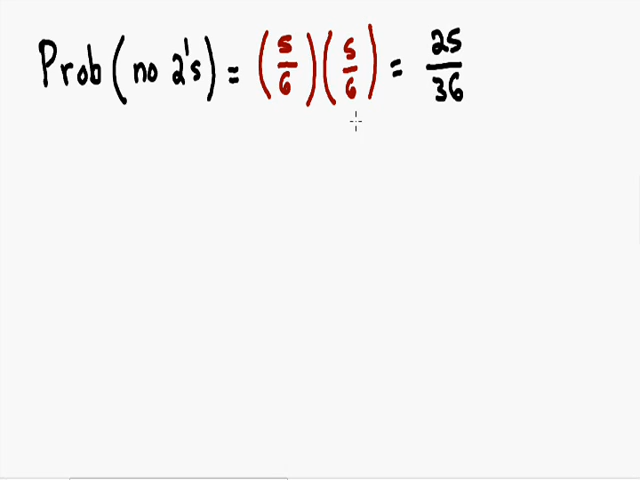 Prob(no 2's) = (5/6)(5/6) = 25/36